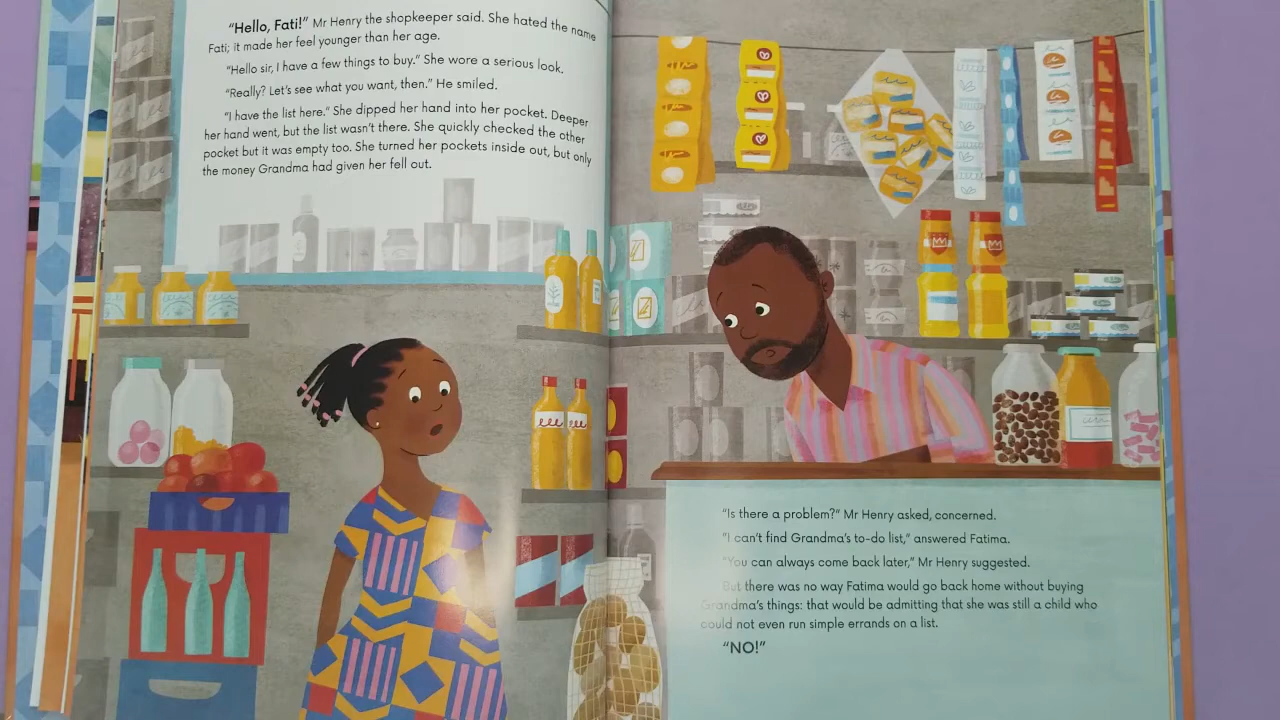 “Hello, Fati!” Mr Henry the shopkeeper said. She hated the name
Fati; it made her feel younger than her age.
“Hello sir, I have a few things to buy.” She wore a serious look.
“Really? Let’s see what you want, then.” He smiled.
“I have the list here.” She dipped her hand into her pocket. Deeper
her hand went, but the list wasn’t there. She quickly checked the other
pocket but it was empty too. She turned her pockets inside out, but only
the money Grandma had given her fell out.
“Is there a problem?” Mr Henry asked, concerned.
“I can’t find Grandma’s to-do list,” answered Fatima.
“You can always come back later,” Mr Henry suggested.
But there was no way Fatima would go back home without buying
Grandma’s things: that would be admitting that she was still a child who
could not even run simple errands on a list.
“NO!”